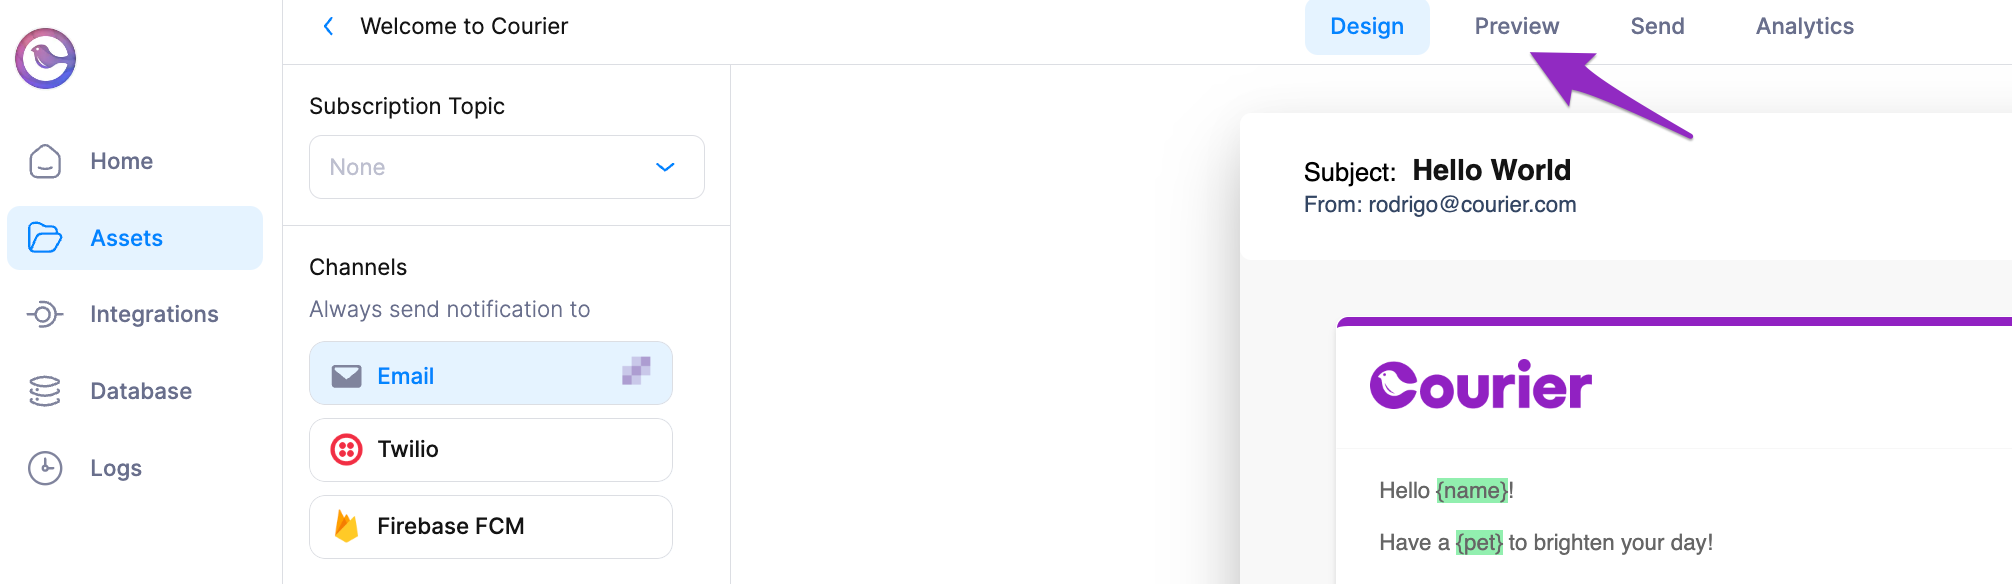 Welcome to Courier
Design
Preview
Send
Analytics
Home
Assets
Integrations
Database
Logs
Subscription Topic
None
Channels
Always send notification to
Email
Twilio
Firebase FCM
Subject: Hello World
From: rodrigo@courier.com
Courier
Hello {name}!
Have a {pet} to brighten your day!